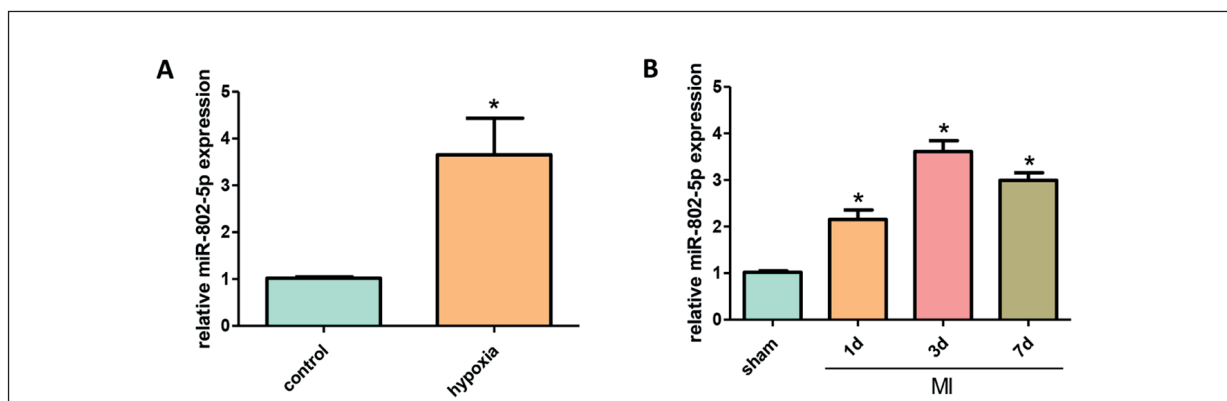 A
relative miR-802-5p expression
5
4
3
2
1
0
*
control
hypoxia
B
relative miR-802-5p expression
5
4
3
2
1
0
*
*
*
sham
1d
3d
7d
MI